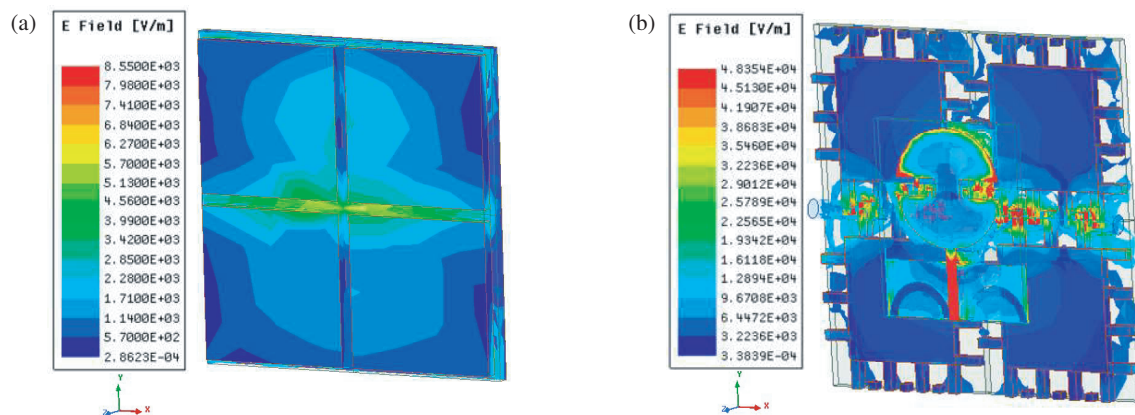 (a)
E Field [V/m]
8.5500E+03
7.9800E+03
7.4100E+03
6.8400E+03
6.2700E+03
5.7000E+03
5.1300E+03
4.5600E+03
3.9900E+03
3.4200E+03
2.8500E+03
2.2800E+03
1.7100E+03
1.1400E+03
5.7000E+02
2.8623E-04
Y
Z
X
(b)
E Field [V/m]
4.8354E+04
4.5130E+04
4.1907E+04
3.8683E+04
3.5460E+04
3.2236E+04
2.9012E+04
2.5789E+04
2.2565E+04
1.9342E+04
1.6118E+04
1.2894E+04
9.6708E+03
6.4472E+03
3.2236E+03
3.3839E-04
Y
Z
X